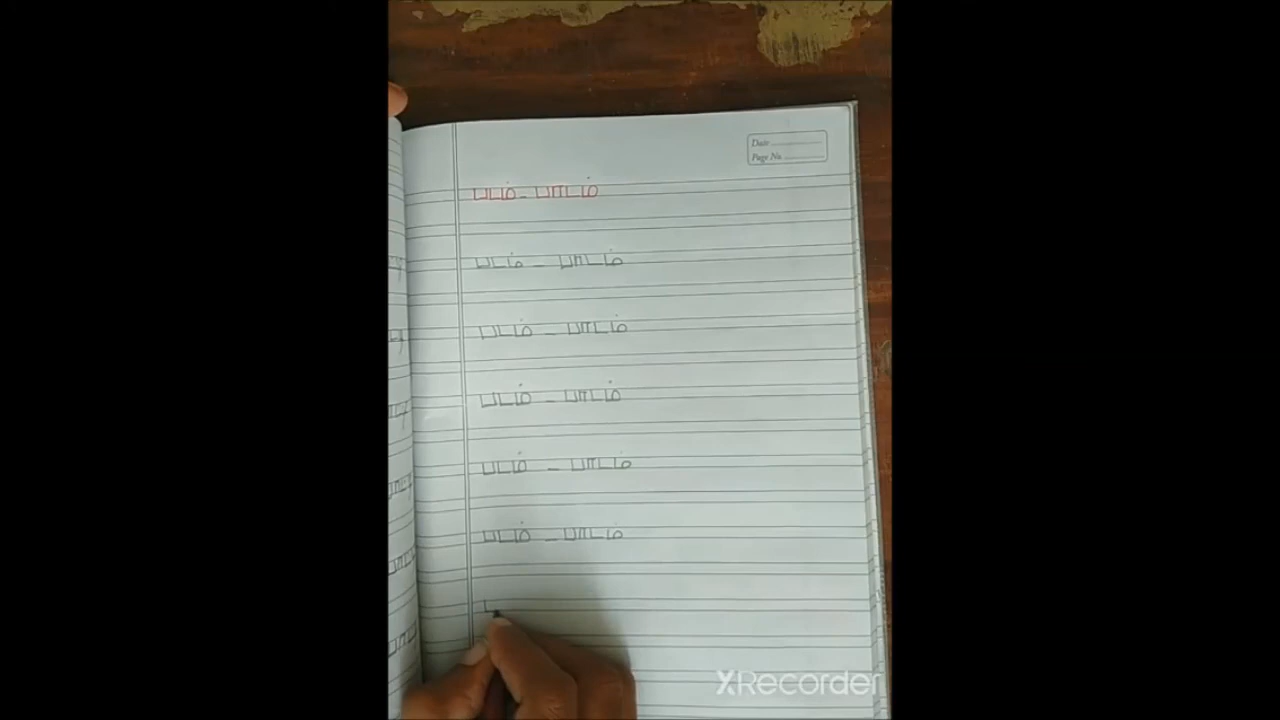 Date
Page No.
படம் - பாடம்
படம் - பாடம்
படம் - பாடம்
படம் - பாடம்
படம் - பாடம்
படம் - பாடம்
XRecorder